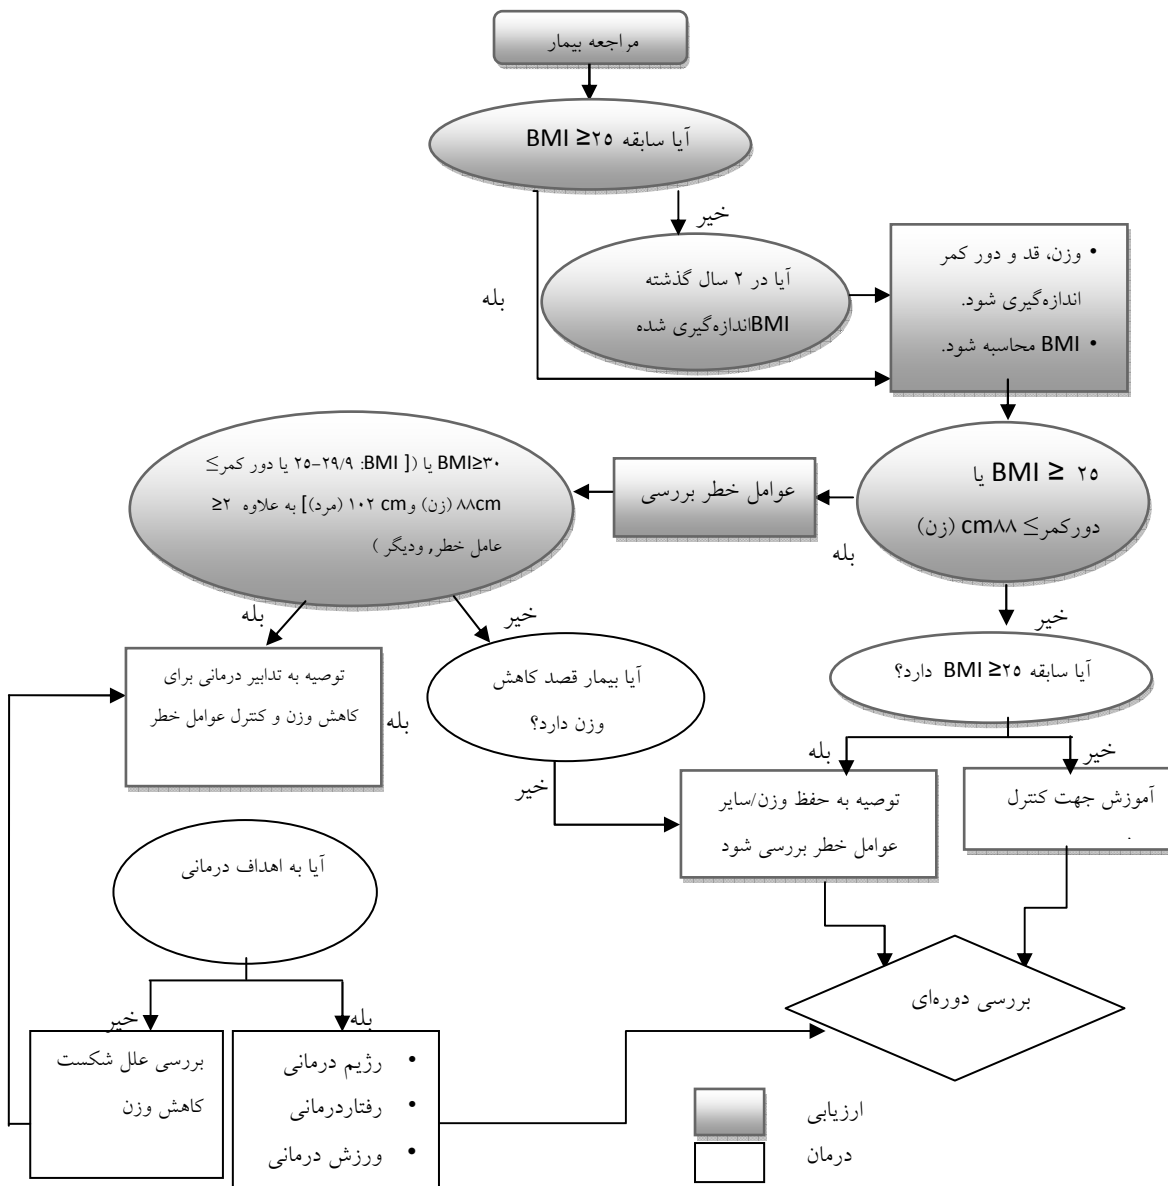 مراجعه بیمار
آیا سابقه BMI ≥۲۵
خیر
بله
آیا در ۲ سال گذشته
BMIاندازه‌گیری شده
• وزن، قد و دور کمر
اندازه‌گیری شود.
• BMI محاسبه شود.
BMI ≥ ۲۵ یا
دورکمر≥ cm۸۸ (زن)
بله
خیر
عوامل خطر بررسی
BMI≥۳۰ یا ([ BMI: ۲۵-۲۹/۹ یا دور کمر≥
۸۸cm (زن) و۱۰۲ cm (مرد)] به علاوه ۲≤
عامل خطر, ودیگر )
بله
خیر
آیا سابقه BMI ≥۲۵ دارد؟
بله
خیر
توصیه به تدابیر درمانی برای
کاهش وزن و کنترل عوامل خطر
بله
آیا بیمار قصد کاهش
وزن دارد؟
خیر
توصیه به حفظ وزن/سایر
عوامل خطر بررسی شود
آموزش جهت کنترل
.
آیا به اهداف درمانی
خیر
بله
بررسی علل شکست
کاهش وزن
• رژیم درمانی
• رفتاردرمانی
• ورزش درمانی
بررسی دوره‌ای
ارزیابی
درمان